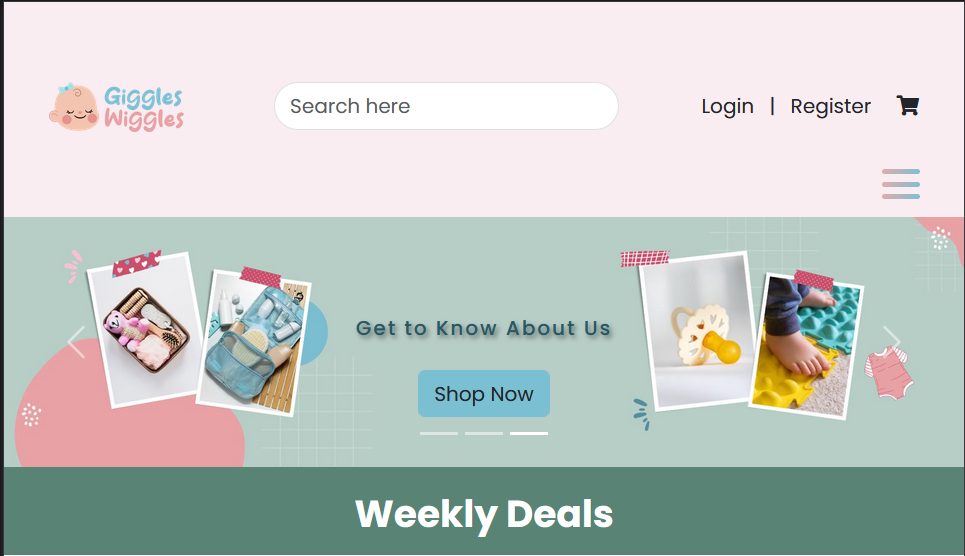 Giggles
Wiggles
Search here
Login | Register
Get to Know About Us
Shop Now
Weekly Deals